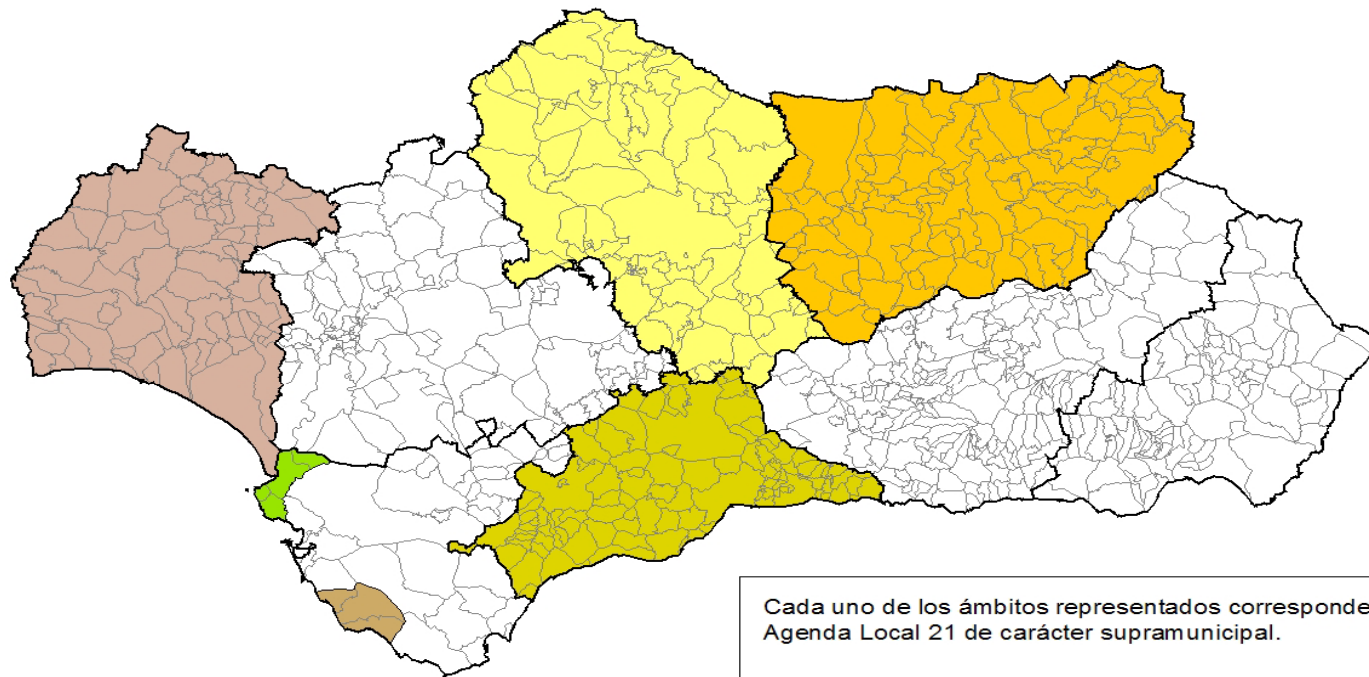 Cada uno de los ámbitos representados corresponde
Agenda Local 21 de carácter supramunicipal.